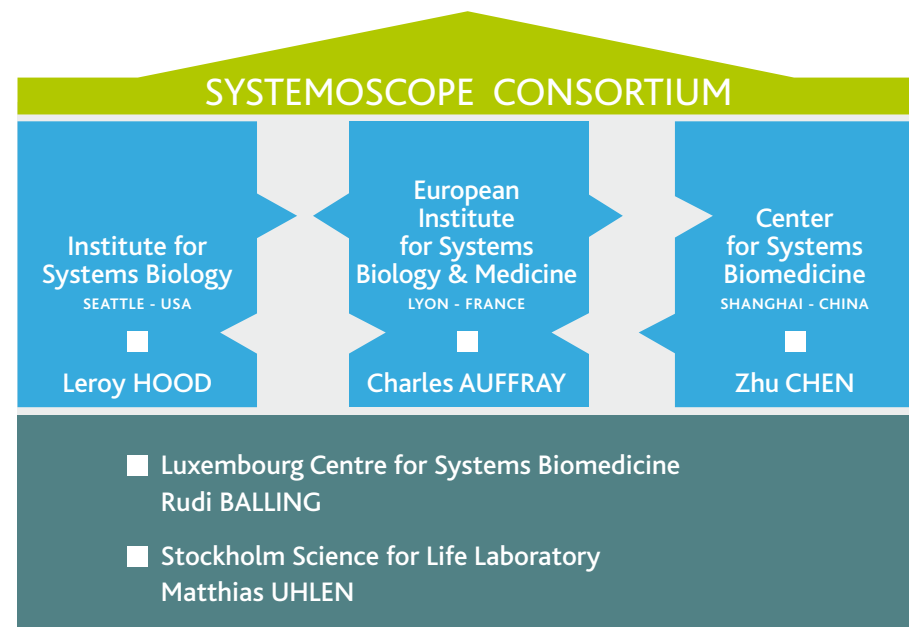 SYSTEMOSCOPE CONSORTIUM
Institute for
Systems Biology
SEATTLE - USA
Leroy HOOD
European
Institute
for Systems
Biology & Medicine
LYON - FRANCE
Charles AUFFRAY
Center
for Systems
Biomedicine
SHANGHAI - CHINA
Zhu CHEN
Luxembourg Centre for Systems Biomedicine
Rudi BALLING
Stockholm Science for Life Laboratory
Matthias UHLEN